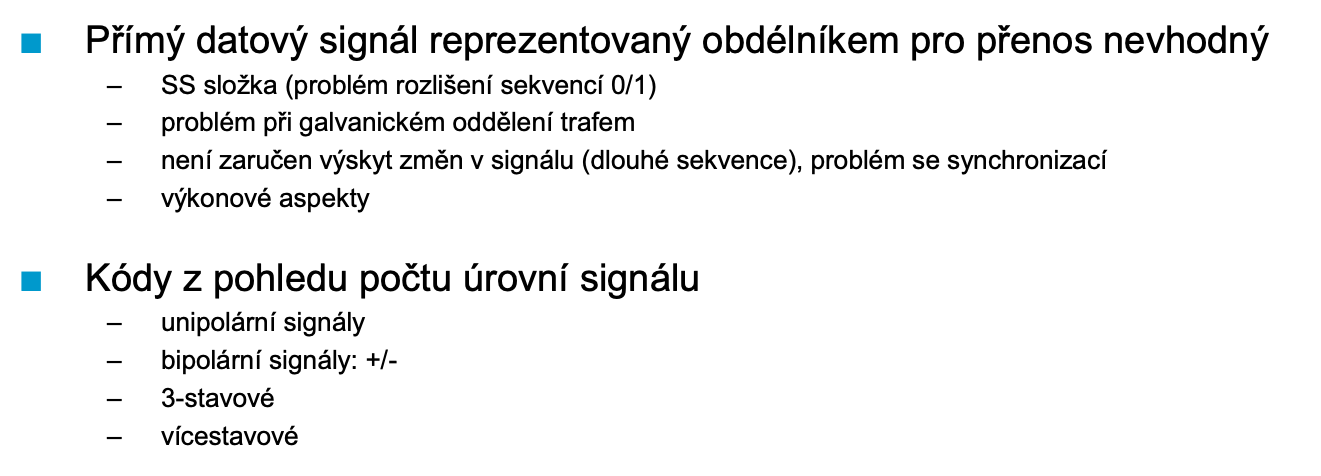 Přímý datový signál reprezentovaný obdélníkem pro přenos nevhodný
– SS složka (problém rozlišení sekvencí 0/1)
– problém při galvanickém oddělení trafem
– není zaručen výskyt změn v signálu (dlouhé sekvence), problém se synchronizací
– výkonové aspekty
Kódy z pohledu počtu úrovní signálu
– unipolární signály
– bipolární signály: +/-
– 3-stavové
– vícestavové